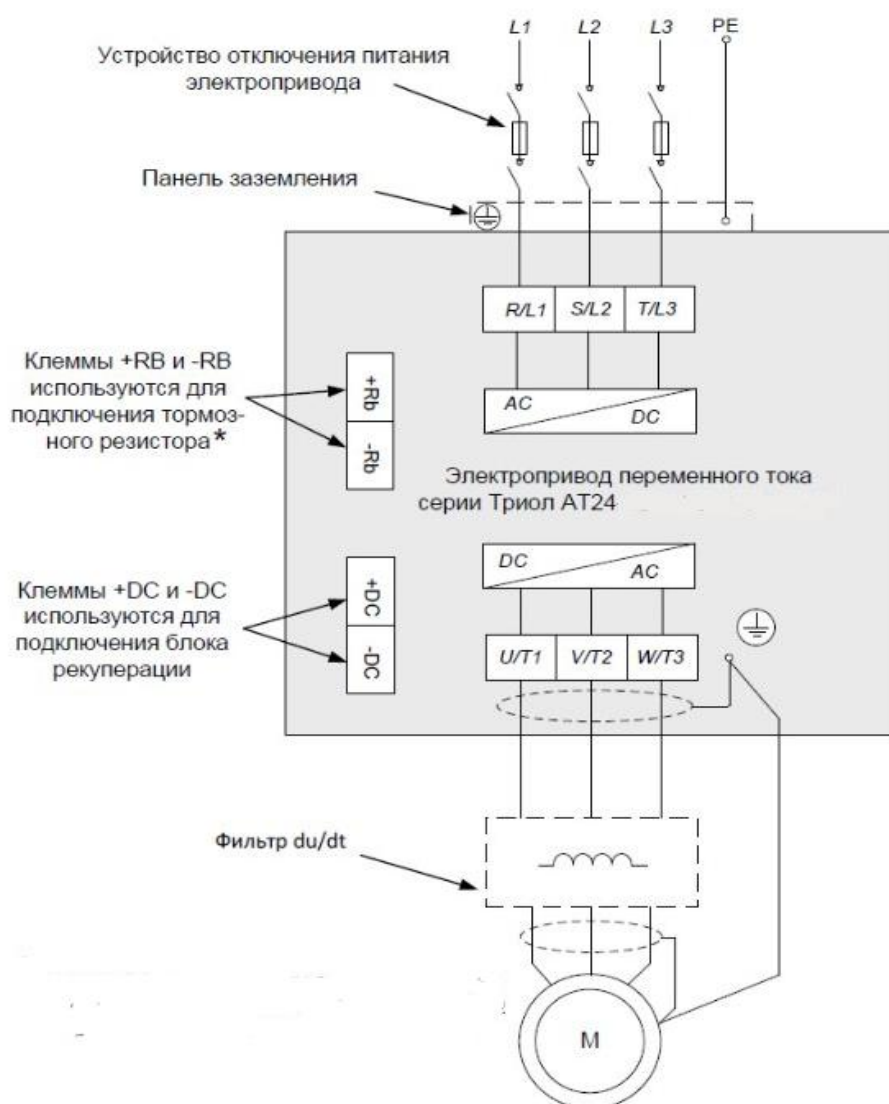 L1 L2 L3 PE
Устройство отключения питания
электропривода
Панель заземления
R/L1 S/L2 T/L3
Клеммы +RB и -RB
используются для
подключения тормоз-
ного резистора*
+Rb
-Rb
AC
DC
Электропривод переменного тока
серии Триол АТ24
DC
AC
Клеммы +DC и -DC
используются для
подключения блока
рекуперации
+DC
-DC
U/T1 V/T2 W/T3
Фильтр du/dt
M